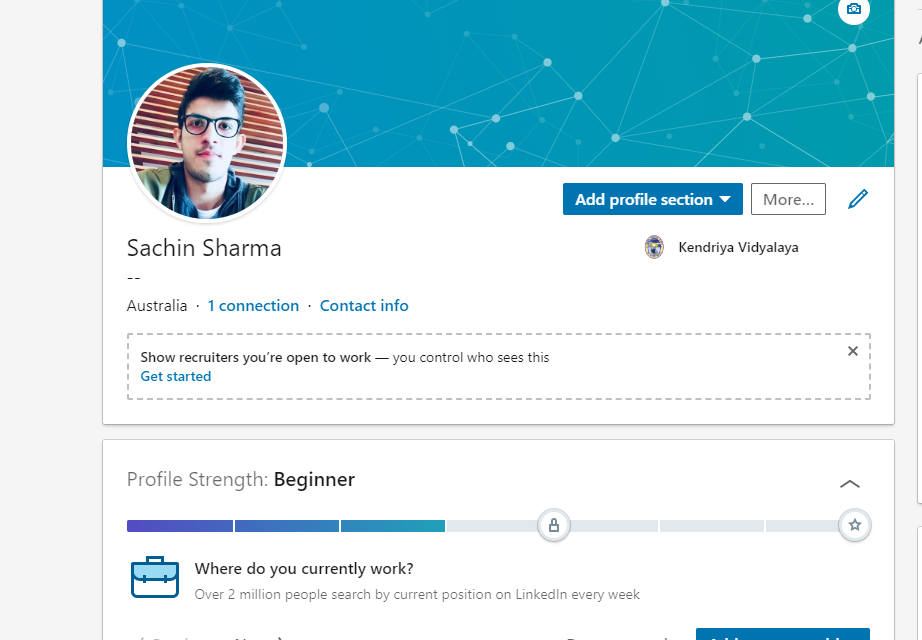 Add profile section
More...
Sachin Sharma
Kendriya Vidyalaya
--
Australia · 1 connection · Contact info
Show recruiters you're open to work — you control who sees this
Get started
Profile Strength: Beginner
Where do you currently work?
Over 2 million people search by current position on LinkedIn every week